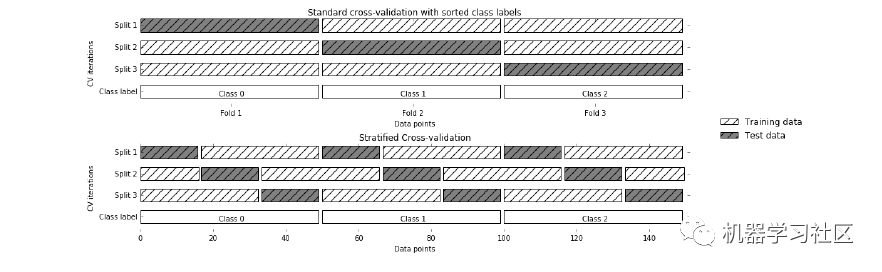 Standard cross-validation with sorted class labels
CV iterations
Split 1
Split 2
Split 3
Class label
Class 0
Class 1
Class 2
Fold 1
Fold 2
Fold 3
Data points
Training data
Test data
Stratified Cross-validation
CV iterations
Split 1
Split 2
Split 3
Class label
Class 0
Class 1
Class 2
0
20
40
60
80
100
120
140
Data points
机器学习社区